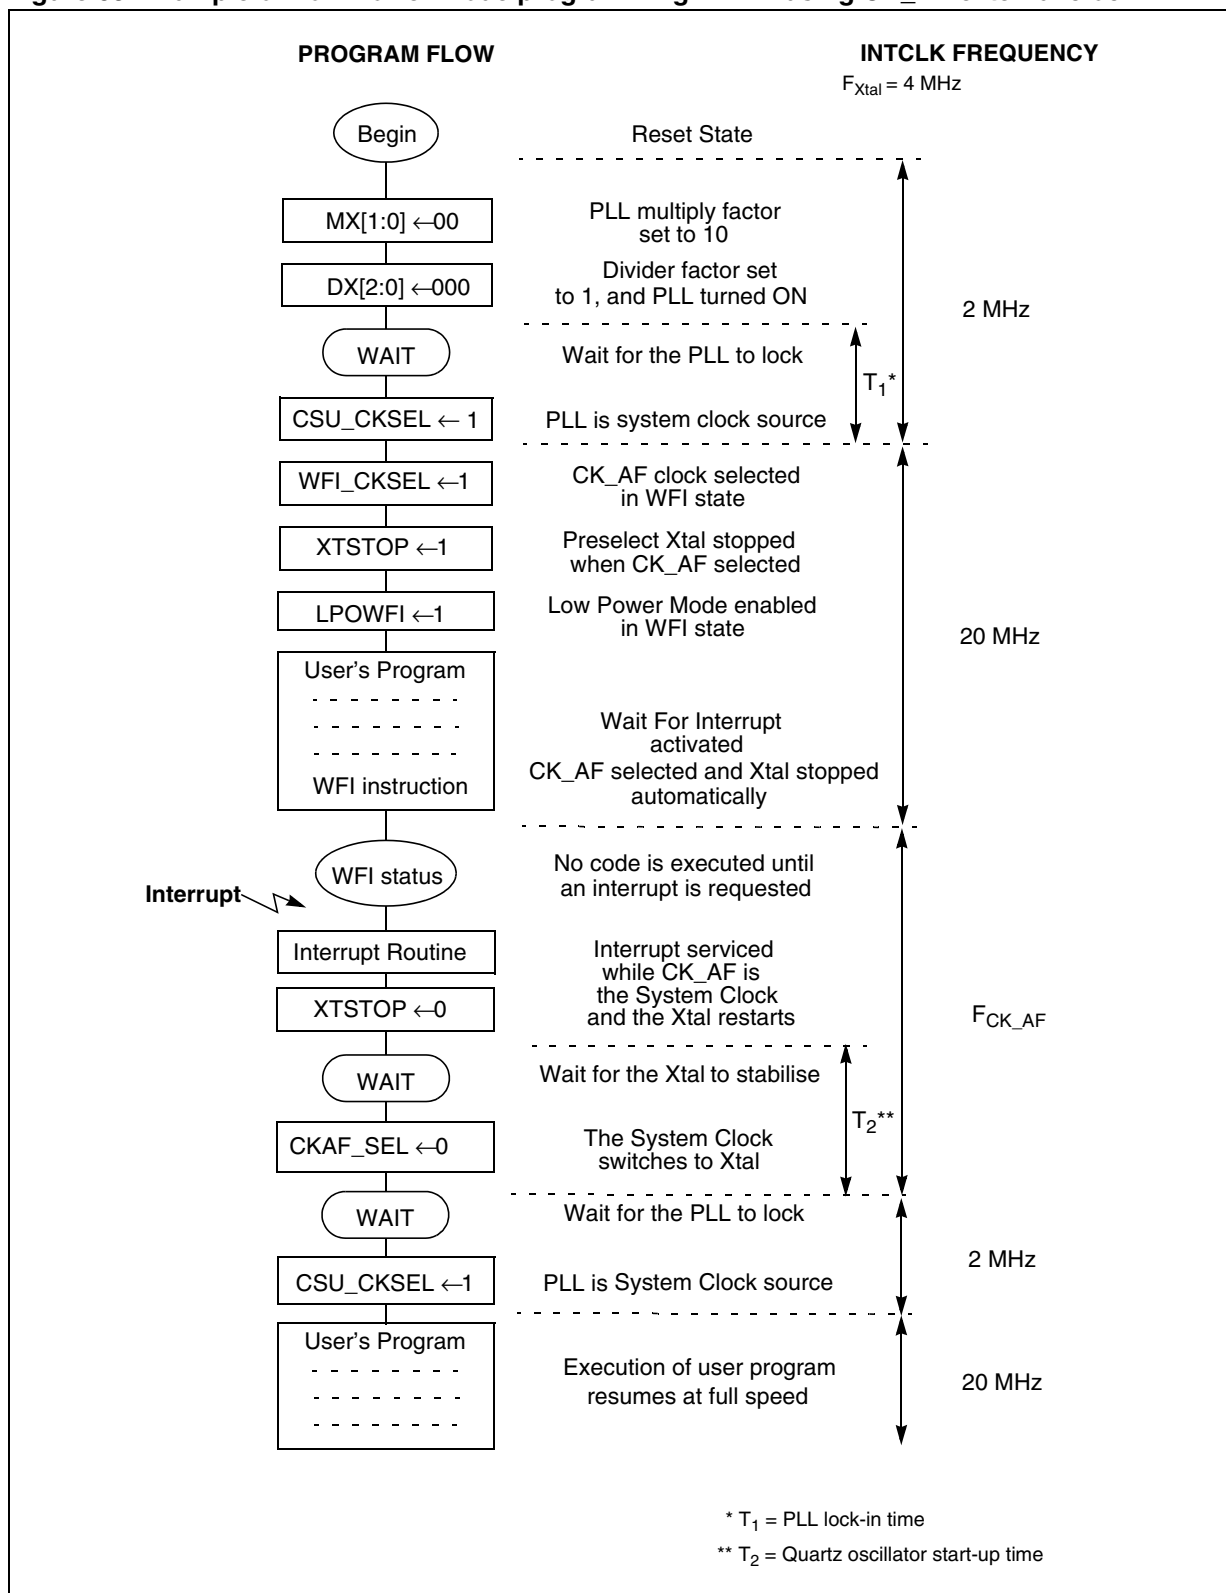 PROGRAM FLOW
INTCLK FREQUENCY
F_Xtal = 4 MHz
Begin
Reset State
MX[1:0] ←00
PLL multiply factor
set to 10
DX[2:0] ←000
Divider factor set
to 1, and PLL turned ON
2 MHz
WAIT
Wait for the PLL to lock
T1*
CSU_CKSEL ← 1
PLL is system clock source
WFI_CKSEL ←1
CK_AF clock selected
in WFI state
XTSTOP ←1
Preselect Xtal stopped
when CK_AF selected
LPOWFI ←1
Low Power Mode enabled
in WFI state
20 MHz
User's Program
WFI instruction
Wait For Interrupt
activated
CK_AF selected and Xtal stopped
automatically
WFI status
No code is executed until
an interrupt is requested
Interrupt
Interrupt Routine
Interrupt serviced
while CK_AF is
the System Clock
and the Xtal restarts
XTSTOP ←0
F_CK_AF
WAIT
Wait for the Xtal to stabilise
T2**
CKAF_SEL ←0
The System Clock
switches to Xtal
WAIT
Wait for the PLL to lock
2 MHz
CSU_CKSEL ←1
PLL is System Clock source
User's Program
Execution of user program
resumes at full speed
20 MHz
* T1 = PLL lock-in time
** T2 = Quartz oscillator start-up time